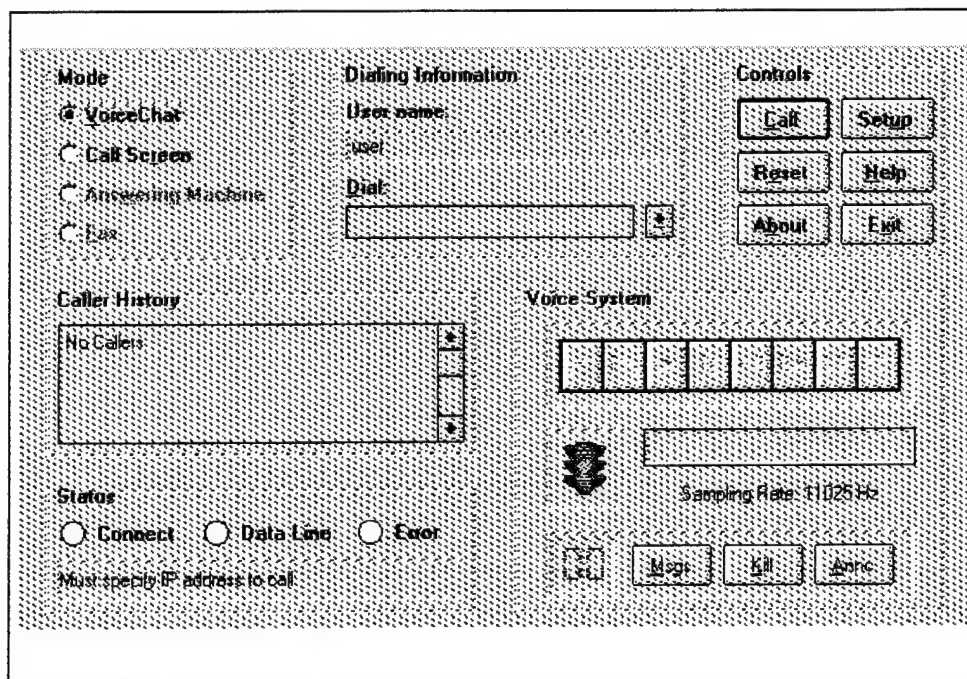 Mode
VoiceChat
Call Screen
Answering Machine
Fax
Dialing Information
User name:
user
Dial:
Controls
Call
Setup
Reset
Help
About
Exit
Caller History
No Callers
Voice System
Sampling Rate: 11025 Hz
Msgs
Kill
Annc
Status
Connect
Data Line
Error
Must specify IP address to call